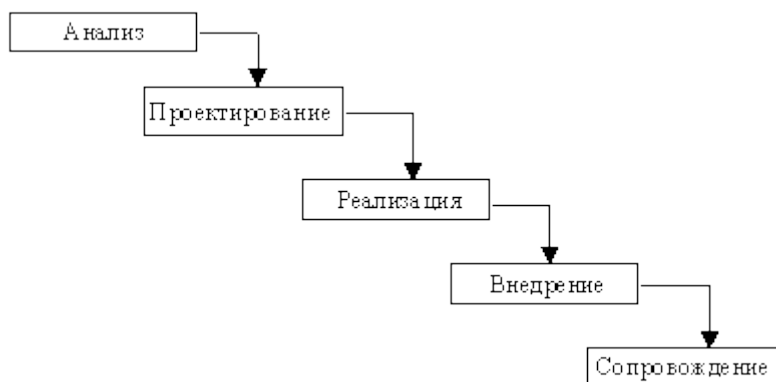 Анализ
Проектирование
Реализация
Внедрение
Сопровождение